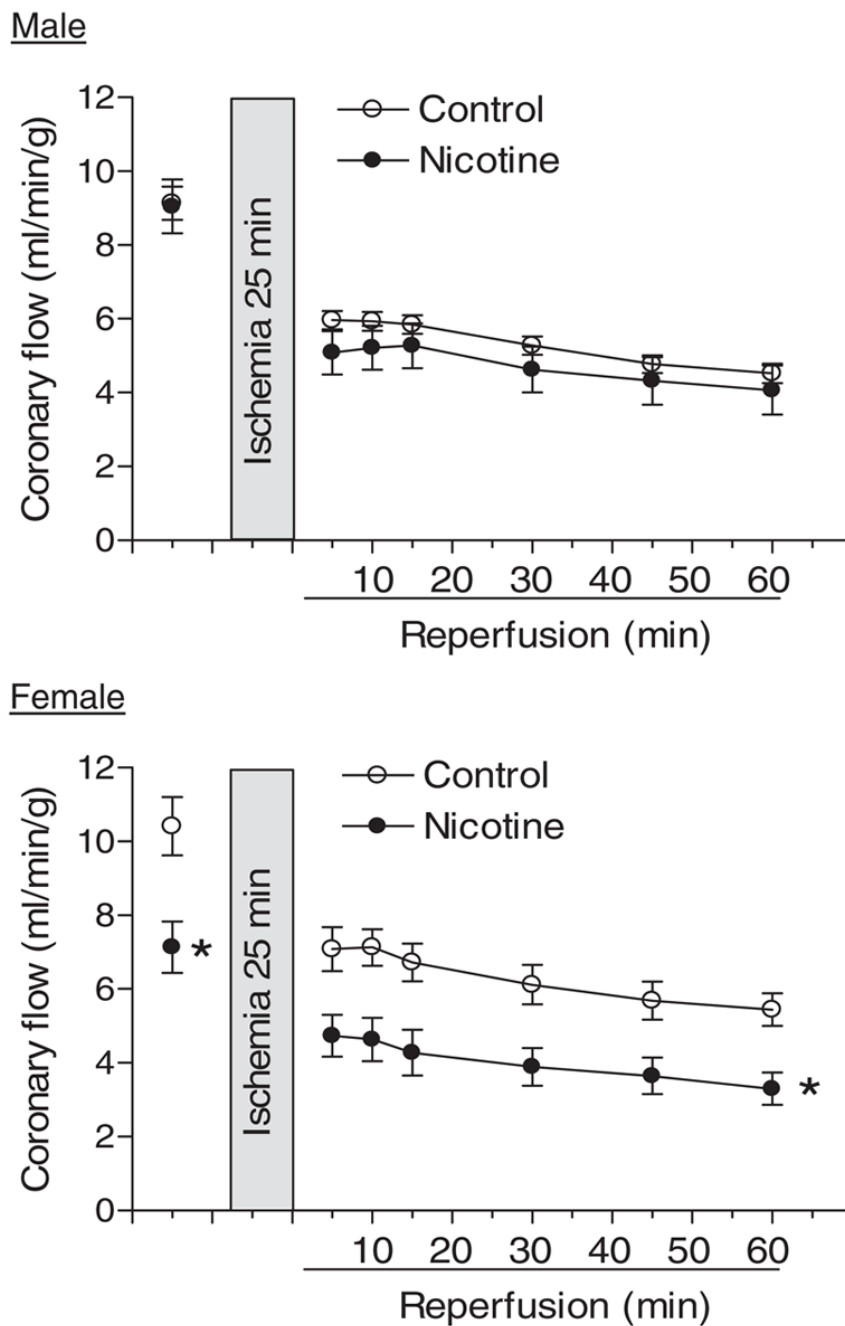 Male
Coronary flow (ml/min/g)
12
10
8
6
4
2
0
Ischemia 25 min
Control
Nicotine
10 20 30 40 50 60
Reperfusion (min)
Female
Coronary flow (ml/min/g)
12
10
8
6
4
2
0
Ischemia 25 min
Control
Nicotine
*
*
10 20 30 40 50 60
Reperfusion (min)